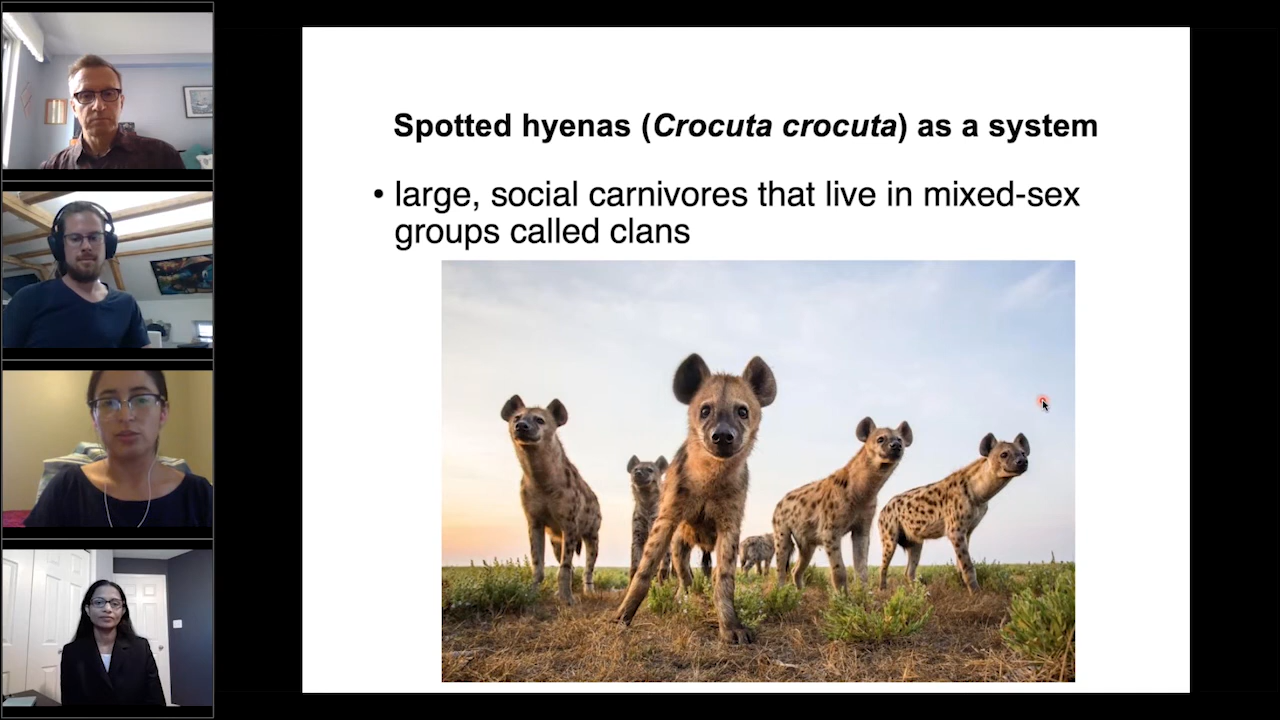 Spotted hyenas (Crocuta crocuta) as a system
• large, social carnivores that live in mixed-sex
groups called clans